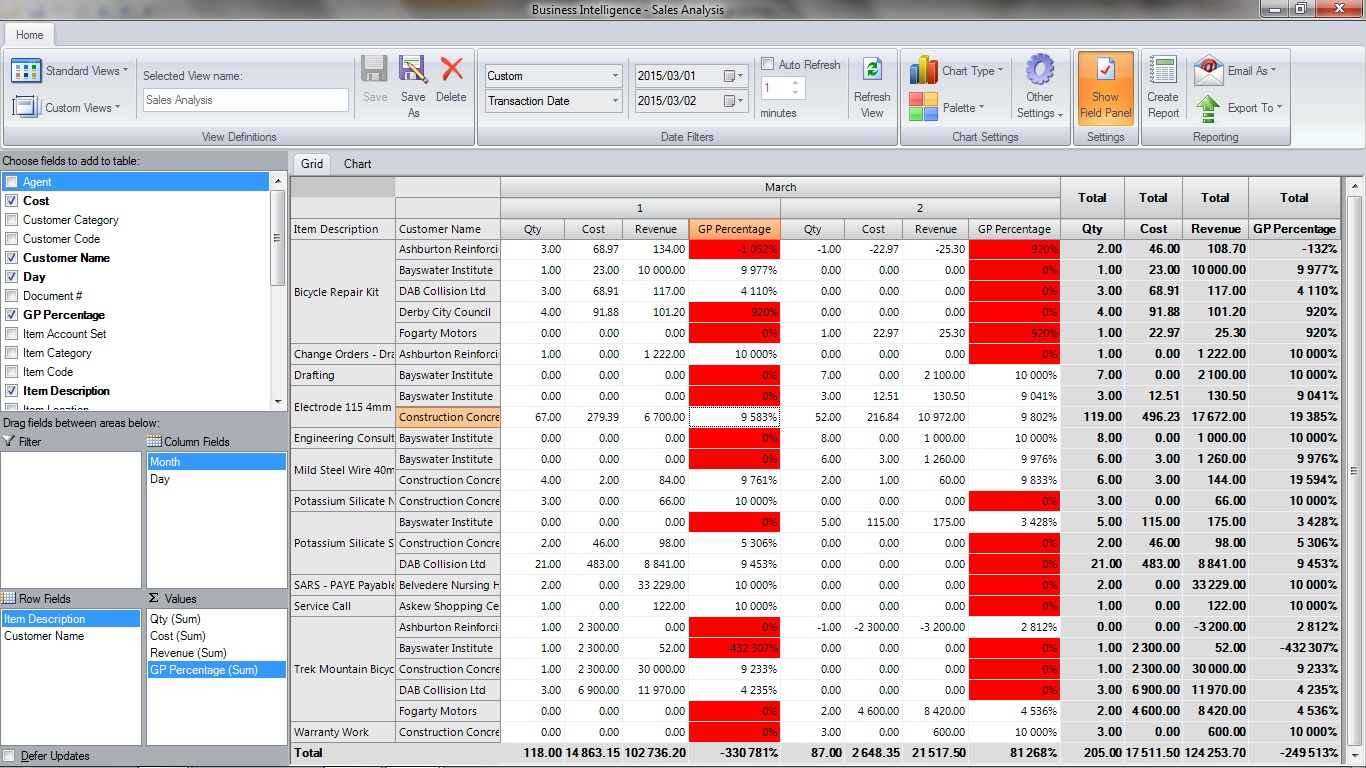 Business Intelligence - Sales Analysis
Home
Standard Views
Custom Views
Selected View name:
Sales Analysis
Save
Save As
Delete
View Definitions
Custom
Transaction Date
2015/03/01
2015/03/02
Auto Refresh
1
minutes
Refresh View
Date Filters
Chart Type
Palette
Other Settings
Chart Settings
Show Field Panel
Settings
Create Report
Email As
Export To
Reporting
Choose fields to add to table:
Agent
Cost
Customer Category
Customer Code
Customer Name
Day
Document #
GP Percentage
Item Account Set
Item Category
Item Code
Item Description
Item Location
Drag fields between areas below:
Filter
Column Fields
Month
Day
Row Fields
Item Description
Customer Name
Σ Values
Qty (Sum)
Cost (Sum)
Revenue (Sum)
GP Percentage (Sum)
Defer Updates
Grid Chart
March Total Total Total Total
1 2
Item Description Customer Name Qty Cost Revenue GP Percentage Qty Cost Revenue GP Percentage Qty Cost Revenue GP Percentage
Bicycle Repair Kit Ashburton Reinforci 3.00 68.97 134.00 -1 052% -1.00 -22.97 -25.30 920% 2.00 46.00 108.70 -132%
Bayswater Institute 1.00 23.00 10 000.00 9 977% 0.00 0.00 0.00 0% 1.00 23.00 10 000.00 9 977%
DAB Collision Ltd 3.00 68.91 117.00 4 110% 0.00 0.00 0.00 0% 3.00 68.91 117.00 4 110%
Derby City Council 4.00 91.88 101.20 920% 0.00 0.00 0.00 0% 4.00 91.88 101.20 920%
Fogarty Motors 0.00 0.00 0.00 0% 1.00 22.97 25.30 920% 1.00 22.97 25.30 920%
Change Orders - Dra Ashburton Reinforci 1.00 0.00 1 222.00 10 000% 0.00 0.00 0.00 0% 1.00 0.00 1 222.00 10 000%
Drafting Bayswater Institute 0.00 0.00 0.00 0% 7.00 0.00 2 100.00 10 000% 7.00 0.00 2 100.00 10 000%
Electrode 115 4mm Bayswater Institute 0.00 0.00 0.00 0% 3.00 12.51 130.50 9 041% 3.00 12.51 130.50 9 041%
Construction Concre 67.00 279.39 6 700.00 9 583% 52.00 216.84 10 972.00 9 802% 119.00 496.23 17 672.00 19 385%
Engineering Consult Bayswater Institute 0.00 0.00 0.00 0% 8.00 0.00 1 000.00 10 000% 8.00 0.00 1 000.00 10 000%
Mild Steel Wire 40m Bayswater Institute 0.00 0.00 0.00 0% 6.00 3.00 1 260.00 9 976% 6.00 3.00 1 260.00 9 976%
Construction Concre 4.00 2.00 84.00 9 761% 2.00 1.00 60.00 9 833% 6.00 3.00 144.00 19 594%
Potassium Silicate N Construction Concre 3.00 0.00 66.00 10 000% 0.00 0.00 0.00 0% 3.00 0.00 66.00 10 000%
Potassium Silicate S Bayswater Institute 0.00 0.00 0.00 0% 5.00 115.00 175.00 3 428% 5.00 115.00 175.00 3 428%
Construction Concre 2.00 46.00 98.00 5 306% 0.00 0.00 0.00 0% 2.00 46.00 98.00 5 306%
DAB Collision Ltd 21.00 483.00 8 841.00 9 453% 0.00 0.00 0.00 0% 21.00 483.00 8 841.00 9 453%
SARS - PAYE Payable Belvedere Nursing H 2.00 0.00 33 229.00 10 000% 0.00 0.00 0.00 0% 2.00 0.00 33 229.00 10 000%
Service Call Askew Shopping Ce 1.00 0.00 122.00 10 000% 0.00 0.00 0.00 0% 1.00 0.00 122.00 10 000%
Trek Mountain Bicyc Ashburton Reinforci 1.00 2 300.00 0.00 0% -1.00 -2 300.00 -3 200.00 2 812% 0.00 0.00 -3 200.00 2 812%
Bayswater Institute 1.00 2 300.00 52.00 -432 307% 0.00 0.00 0.00 0% 1.00 2 300.00 52.00 -432 307%
Construction Concre 1.00 2 300.00 30 000.00 9 233% 0.00 0.00 0.00 0% 1.00 2 300.00 30 000.00 9 233%
DAB Collision Ltd 3.00 6 900.00 11 970.00 4 235% 0.00 0.00 0.00 0% 3.00 6 900.00 11 970.00 4 235%
Fogarty Motors 0.00 0.00 0.00 0% 2.00 4 600.00 8 420.00 4 536% 2.00 4 600.00 8 420.00 4 536%
Warranty Work Construction Concre 0.00 0.00 0.00 0% 3.00 0.00 600.00 10 000% 3.00 0.00 600.00 10 000%
Total 118.00 14 863.15 102 736.20 -330 781% 87.00 2 648.35 21 517.50 81 268% 205.00 17 511.50 124 253.70 -249 513%